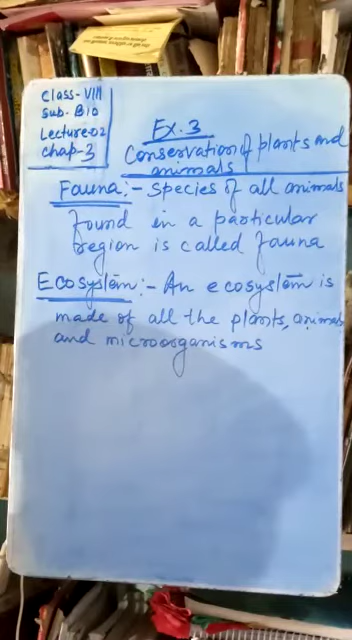 Class- VIII
Sub. Bio
Lecture-02
Chap-3
Ex.3
Conservation of plants and
animals
Fauna:- Species of all animals
found in a particular
region is called fauna
Ecosystem:- An ecosystem is
made of all the plants, animals
and microorganisms